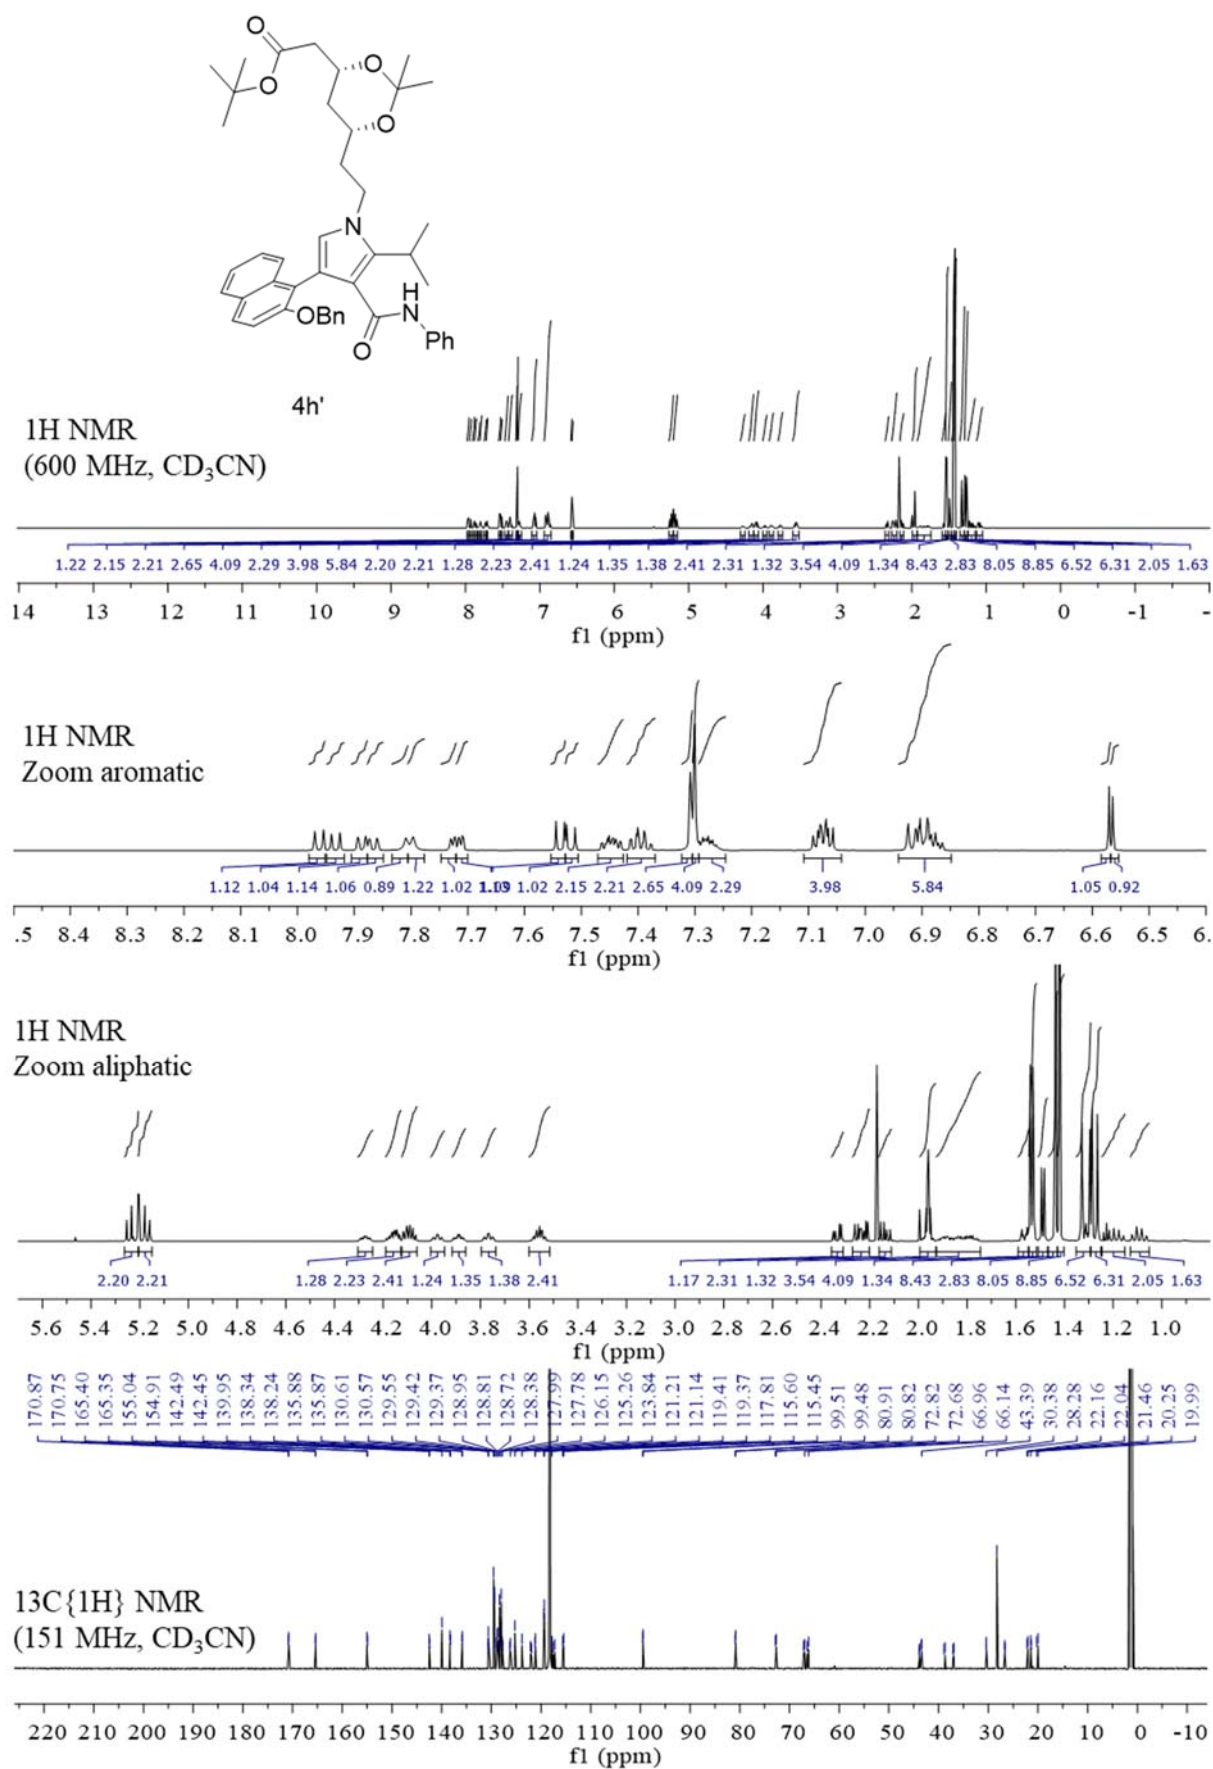 O
O
O
O
N
H
N
OBn
O
Ph
4h'
1H NMR
(600 MHz, CD3CN)
1.22 2.15 2.21 2.65 4.09 2.29 3.98 5.84 2.20 2.21 1.28 2.23 2.41 1.24 1.35 1.38 2.41 2.31 1.32 3.54 4.09 1.34 8.43 2.83 8.05 8.85 6.52 6.31 2.05 1.63
14 13 12 11 10 9 8 7 6 5 4 3 2 1 0 -1 -
f1 (ppm)
1H NMR
Zoom aromatic
1.12 1.04 1.14 1.06 0.89 1.22 1.02 1.02 2.15 2.21 2.65 4.09 2.29 3.98 5.84 1.05 0.92
.5 8.4 8.3 8.2 8.1 8.0 7.9 7.8 7.7 7.6 7.5 7.4 7.3 7.2 7.1 7.0 6.9 6.8 6.7 6.6 6.5 6.
f1 (ppm)
1H NMR
Zoom aliphatic
2.20 2.21 1.28 2.23 2.41 1.24 1.35 1.38 2.41 1.17 2.31 1.32 3.54 4.09 1.34 8.43 2.83 8.05 8.85 6.52 6.31 2.05 1.63
5.6 5.4 5.2 5.0 4.8 4.6 4.4 4.2 4.0 3.8 3.6 3.4 3.2 3.0 2.8 2.6 2.4 2.2 2.0 1.8 1.6 1.4 1.2 1.0
f1 (ppm)
170.87 170.75 165.40 165.35 155.04 154.91 142.49 142.45 139.95 138.34 138.24 135.88 135.87 130.61 130.57 129.55 129.42 129.37 128.95 128.81 128.72 128.38 127.99 127.78 126.15 125.26 123.84 121.21 121.14 119.41 119.37 117.81 115.60 115.45 99.51 99.48 80.91 80.82 72.82 72.68 66.96 66.14 43.39 30.38 28.28 22.16 22.04 21.46 20.25 19.99
13C{1H} NMR
(151 MHz, CD3CN)
220 210 200 190 180 170 160 150 140 130 120 110 100 90 80 70 60 50 40 30 20 10 0 -10
f1 (ppm)